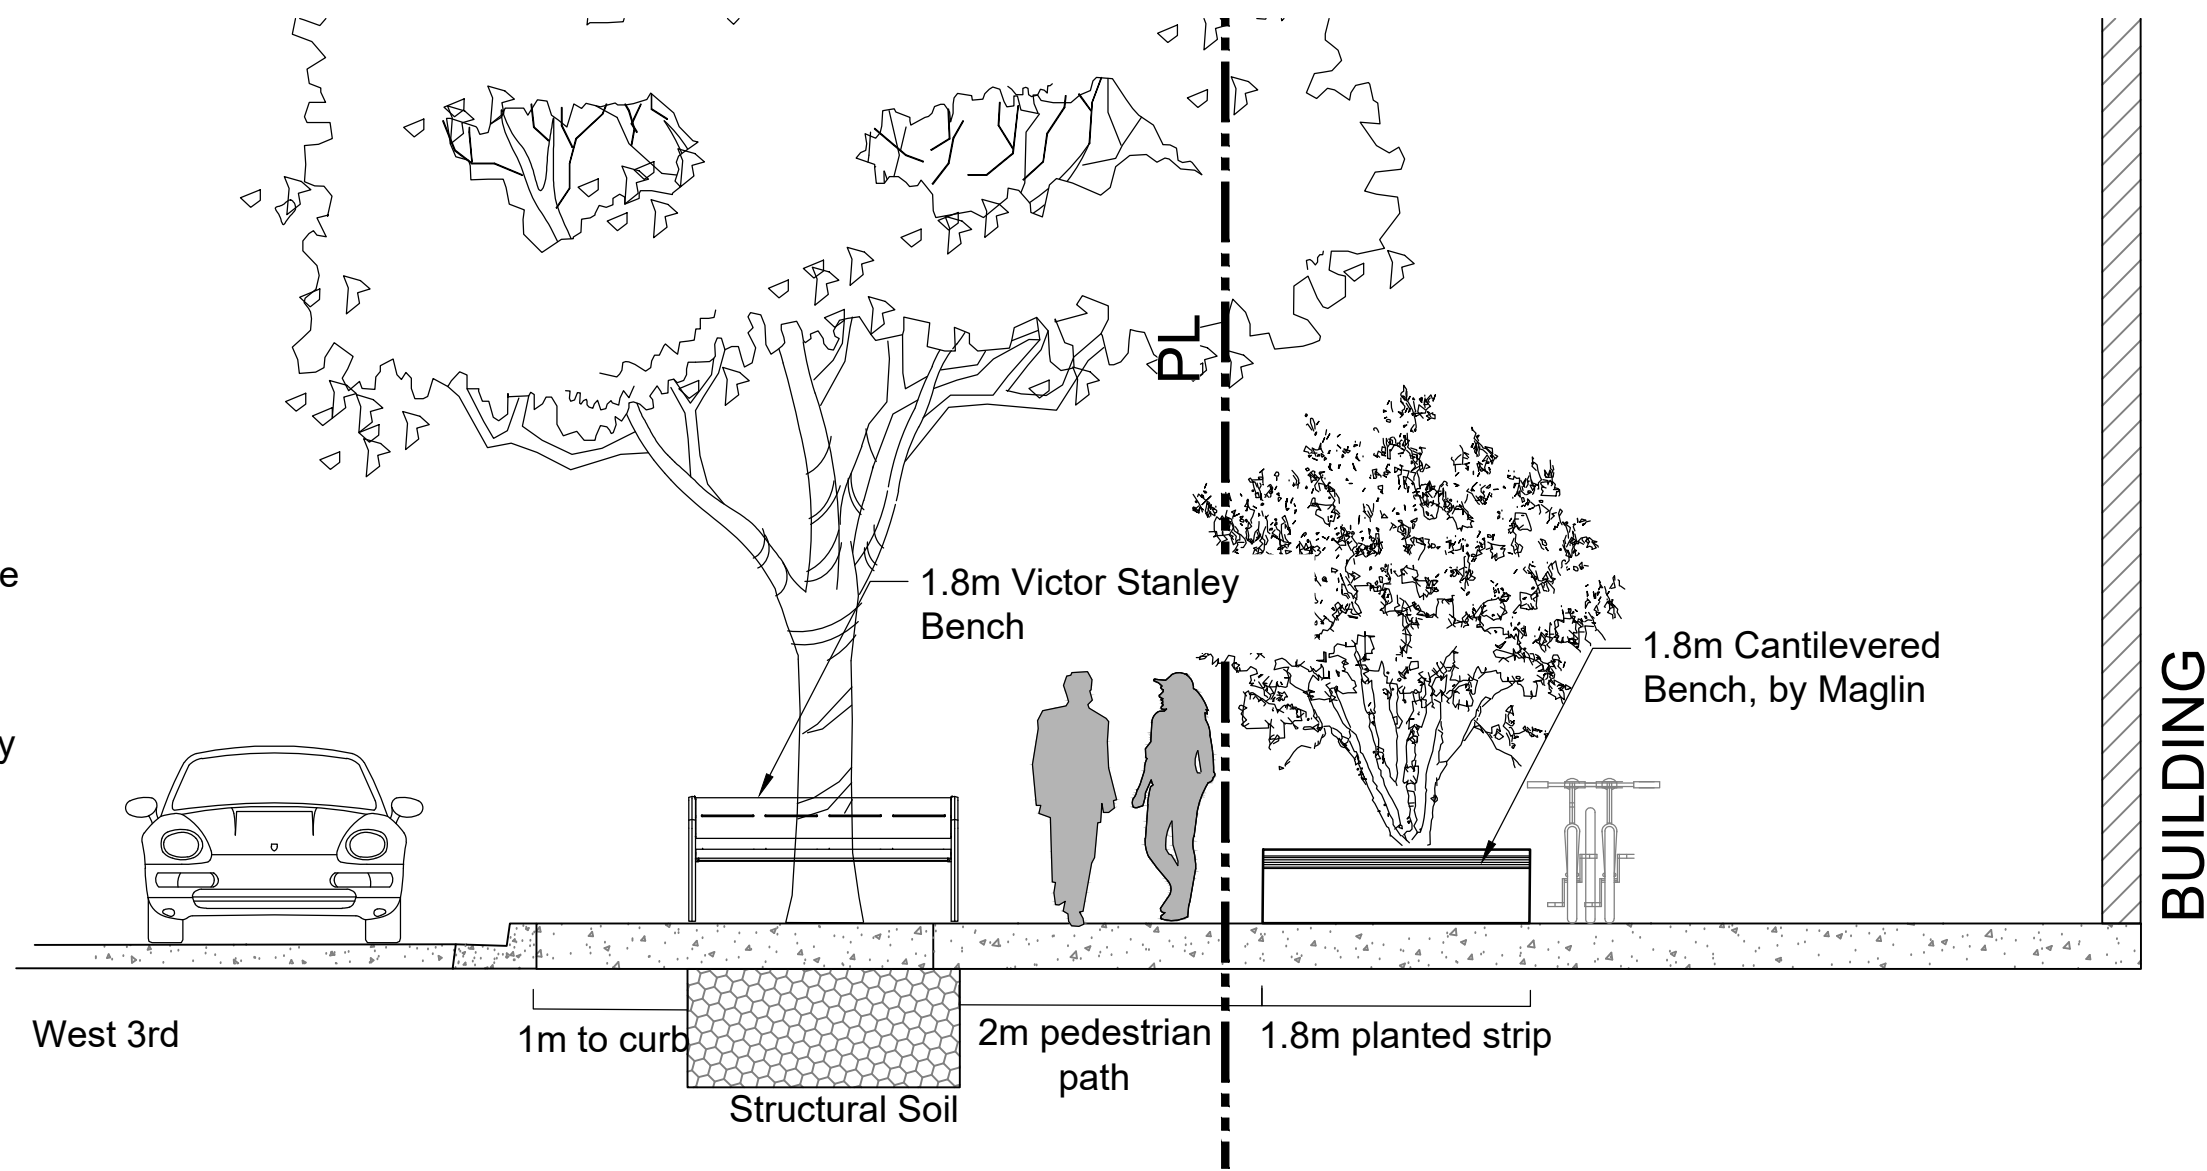 e
y
PL
1.8m Victor Stanley
Bench
1.8m Cantilevered
Bench, by Maglin
BUILDING
West 3rd
1m to curb
2m pedestrian
path
1.8m planted strip
Structural Soil